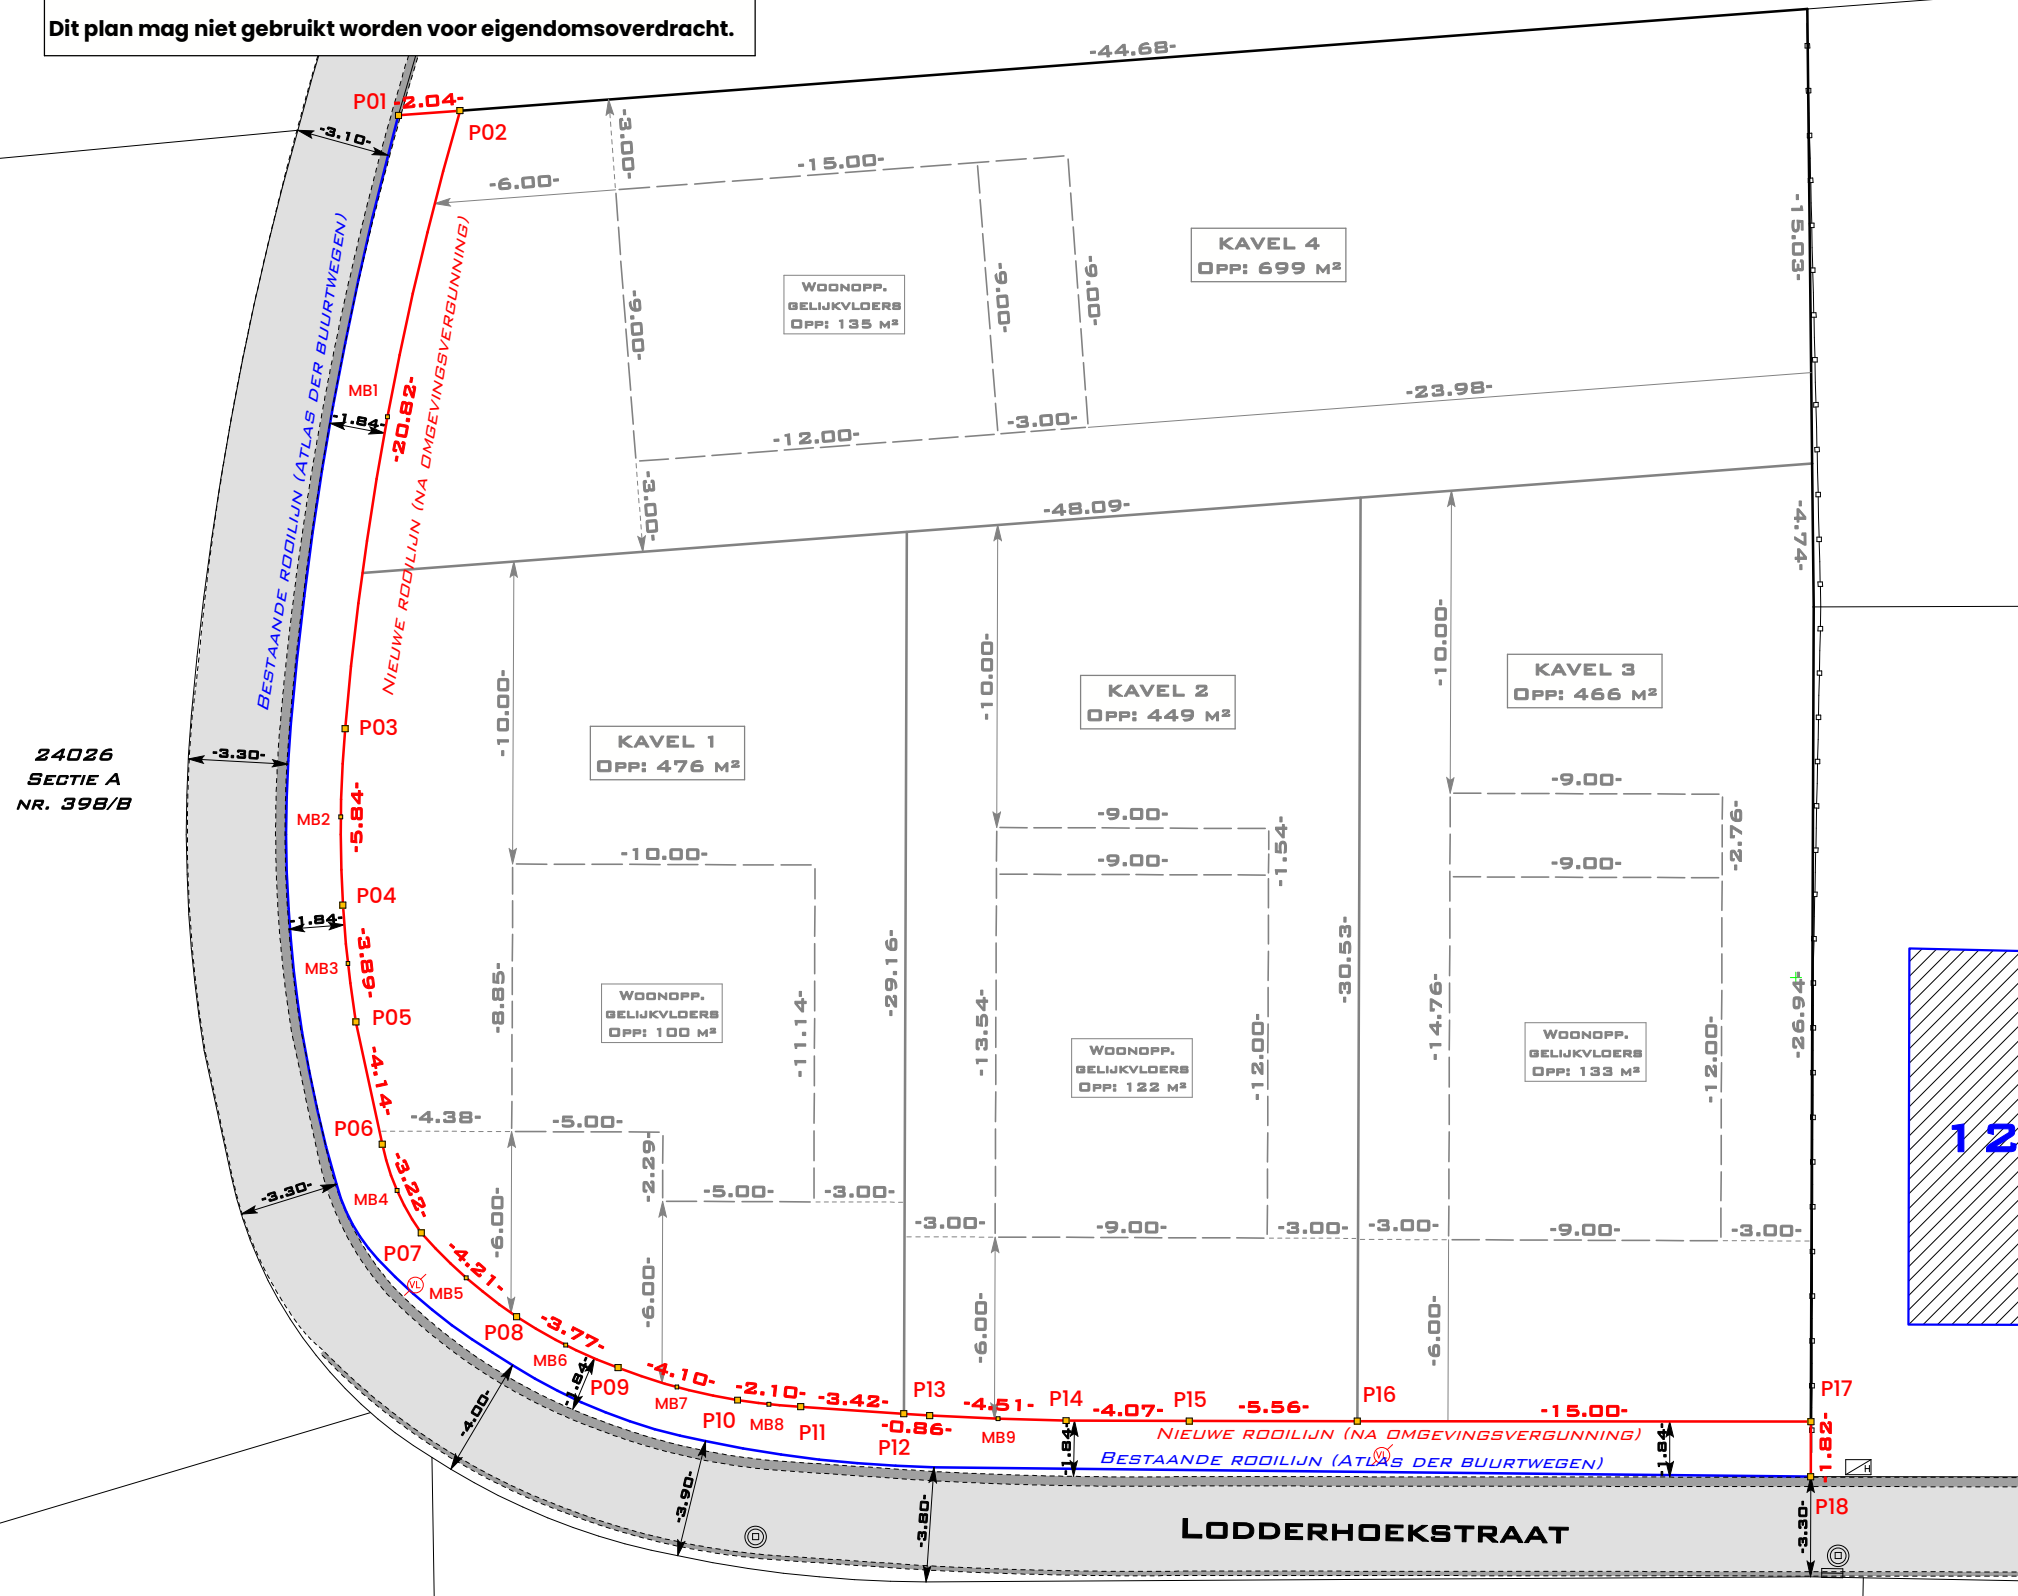 Dit plan mag niet gebruikt worden voor eigendomsoverdracht.
-44.68-
P01
-2.04-
P02
-3.10-
-3.00-
-15.00-
-6.00-
KAVEL 4
Opp: 699 m²
-15.03-
Woonopp.
gelijkvloers
Opp: 135 m²
-9.00-
-9.00-
-9.00-
Bestaande rooilijn (Atlas der buurtwegen)
Nieuwe rooilijn (na omgevingsvergunning)
MB1
-1.84-
-20.82-
-23.98-
-12.00-
-3.00-
-3.00-
-48.09-
-4.74-
-10.00-
-10.00-
-10.00-
KAVEL 1
Opp: 476 m²
KAVEL 2
Opp: 449 m²
KAVEL 3
Opp: 466 m²
P03
24026
Sectie A
nr. 398/B
-3.30-
MB2
-5.84-
-9.00-
-9.00-
-1.54-
-9.00-
-9.00-
-2.76-
-10.00-
P04
-1.84-
-3.89-
MB3
P05
-8.85-
-11.14-
-29.16-
-13.54-
-12.00-
-30.53-
-14.76-
-12.00-
-26.94-
Woonopp.
gelijkvloers
Opp: 100 m²
Woonopp.
gelijkvloers
Opp: 122 m²
Woonopp.
gelijkvloers
Opp: 133 m²
-4.14-
P06
-4.38-
-5.00-
-2.29-
-5.00-
-3.00-
-3.00-
-9.00-
-3.00-
-3.00-
-9.00-
-3.00-
12
-3.30-
-3.22-
MB4
P07
-6.00-
-6.00-
-6.00-
-6.00-
-4.21-
VL
MB5
P08
-3.77-
MB6
-1.84-
P09
-4.10-
MB7
-2.10-
P10
MB8
P11
-3.42-
P12
P13
-0.86-
-4.51-
MB9
P14
-4.07-
P15
-5.56-
P16
-15.00-
P17
-1.84-
-1.84-
-1.82-
Nieuwe rooilijn (na omgevingsvergunning)
VL
Bestaande rooilijn (Atlas der buurtwegen)
H
P18
-4.00-
-3.90-
-3.80-
-3.30-
Lodderhoekstraat